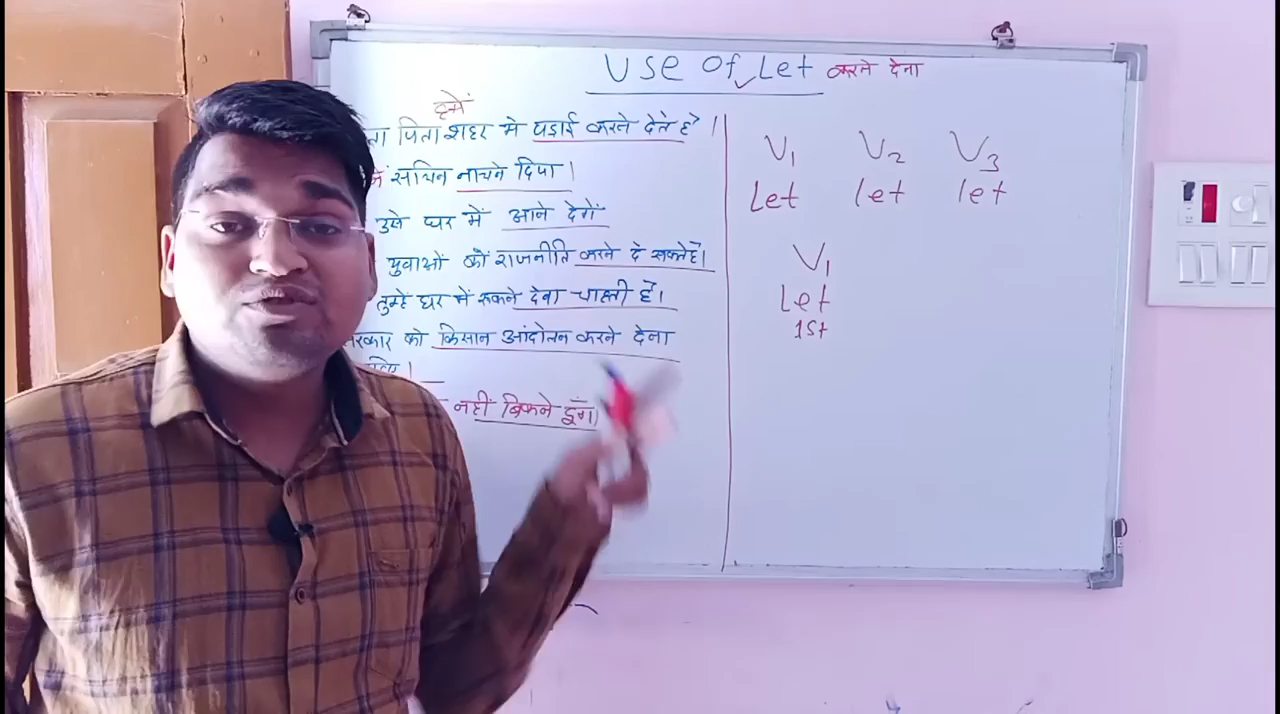 Use of Let करने देना
हमें
ता पिता शहर मे पडाई करने देते है ।
सचिन नाचने दिया ।
उसे घर में आने देगें
युवाओ को राजनीति करने दे सकतेहै।
तुम्हे घर में रूकने देना चाहती है।
रकार को किसान आंदोलन करने देना
नहीं बिकने दूंगा
V1 V2 V3
Let let let
V1
Let
1st